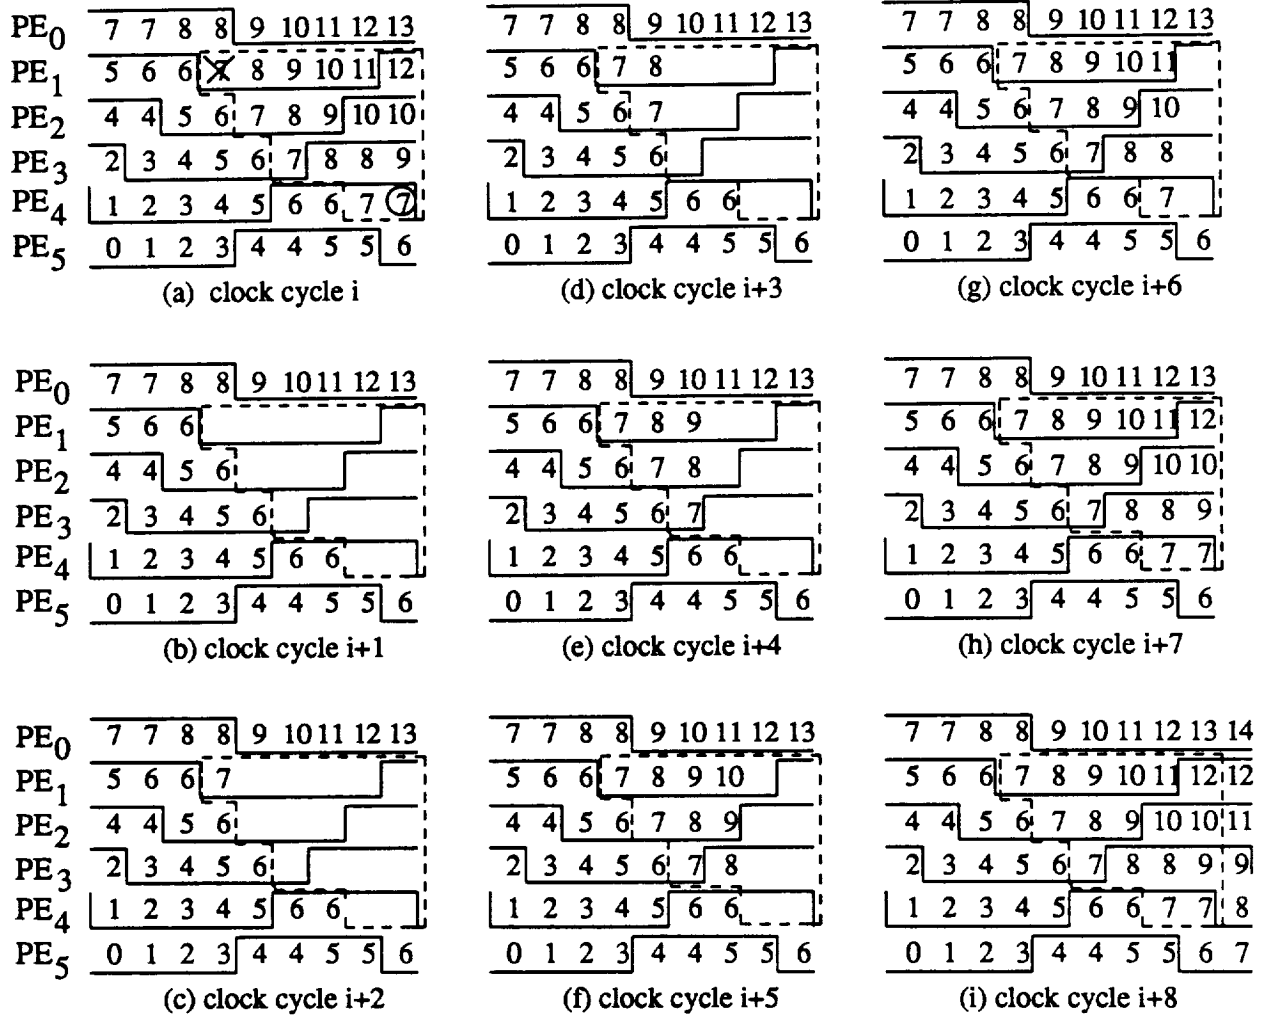 PE0 7 7 8 8 9 10 11 12 13
PE1 5 6 6 7 8 9 10 11 12
PE2 4 4 5 6 7 8 9 10 10
PE3 2 3 4 5 6 7 8 8 9
PE4 1 2 3 4 5 6 6 7 7
PE5 0 1 2 3 4 4 5 5 6
(a) clock cycle i
7 7 8 8 9 10 11 12 13
5 6 6 7 8
4 4 5 6 7
2 3 4 5 6
1 2 3 4 5 6 6
0 1 2 3 4 4 5 5 6
(d) clock cycle i+3
7 7 8 8 9 10 11 12 13
5 6 6 7 8 9 10 11
4 4 5 6 7 8 9 10
2 3 4 5 6 7 8 8
1 2 3 4 5 6 6 7
0 1 2 3 4 4 5 5 6
(g) clock cycle i+6
PE0 7 7 8 8 9 10 11 12 13
PE1 5 6 6
PE2 4 4 5 6
PE3 2 3 4 5 6
PE4 1 2 3 4 5 6 6
PE5 0 1 2 3 4 4 5 5 6
(b) clock cycle i+1
7 7 8 8 9 10 11 12 13
5 6 6 7 8 9
4 4 5 6 7 8
2 3 4 5 6 7
1 2 3 4 5 6 6
0 1 2 3 4 4 5 5 6
(e) clock cycle i+4
7 7 8 8 9 10 11 12 13
5 6 6 7 8 9 10 11 12
4 4 5 6 7 8 9 10 10
2 3 4 5 6 7 8 8 9
1 2 3 4 5 6 6 7 7
0 1 2 3 4 4 5 5 6
(h) clock cycle i+7
PE0 7 7 8 8 9 10 11 12 13
PE1 5 6 6 7
PE2 4 4 5 6
PE3 2 3 4 5 6
PE4 1 2 3 4 5 6 6
PE5 0 1 2 3 4 4 5 5 6
(c) clock cycle i+2
7 7 8 8 9 10 11 12 13
5 6 6 7 8 9 10
4 4 5 6 7 8 9
2 3 4 5 6 7 8
1 2 3 4 5 6 6
0 1 2 3 4 4 5 5 6
(f) clock cycle i+5
7 7 8 8 9 10 11 12 13 14
5 6 6 7 8 9 10 11 12 12
4 4 5 6 7 8 9 10 10 11
2 3 4 5 6 7 8 8 9 9
1 2 3 4 5 6 6 7 7 8
0 1 2 3 4 4 5 5 6 7
(i) clock cycle i+8